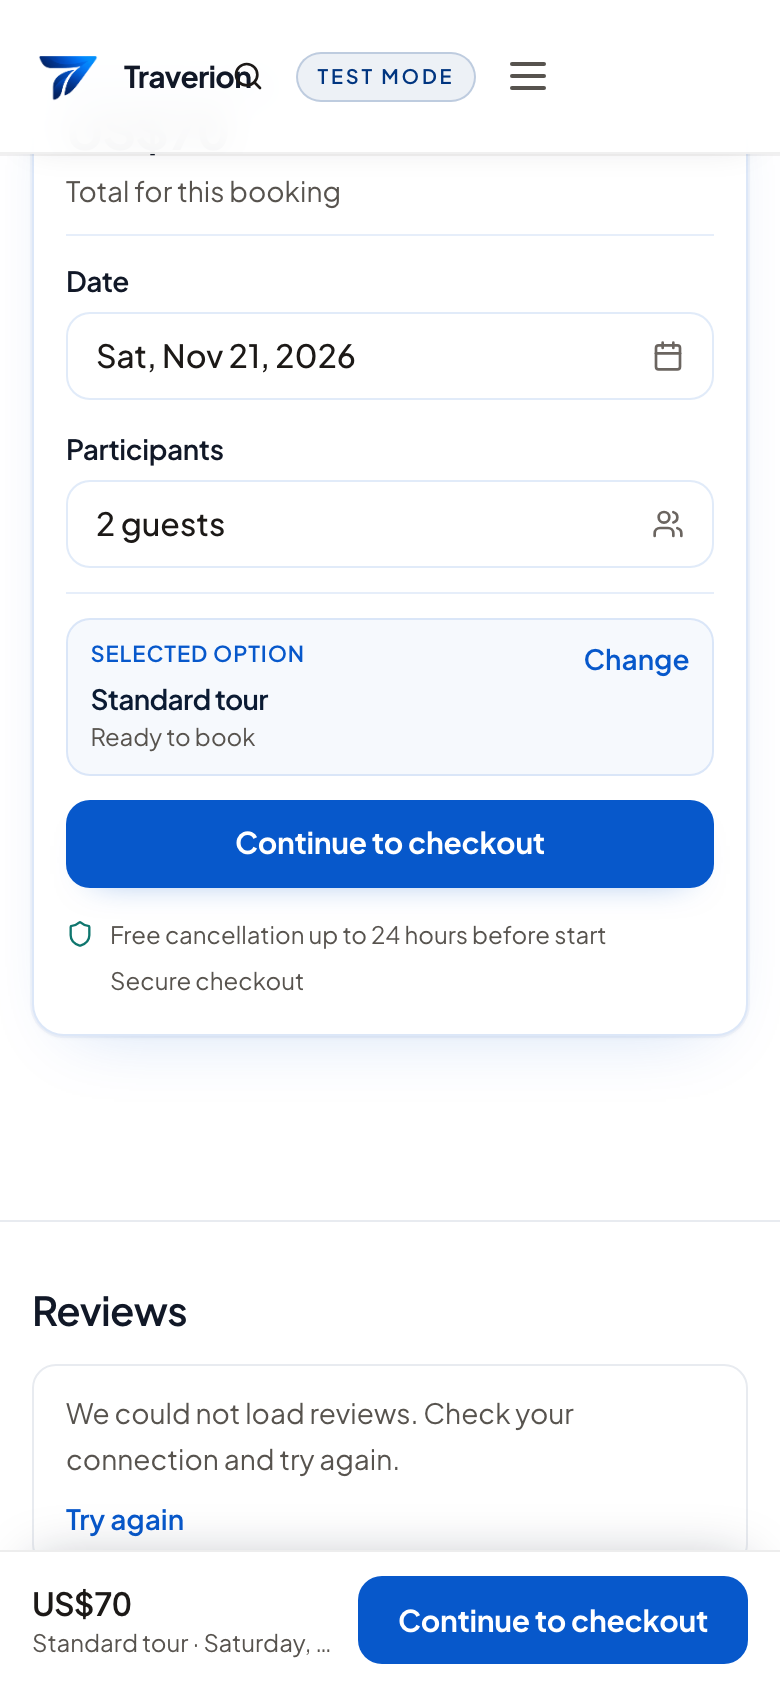 Traverion
TEST MODE
Total for this booking
Date
Sat, Nov 21, 2026
Participants
2 guests
SELECTED OPTION
Change
Standard tour
Ready to book
Continue to checkout
Free cancellation up to 24 hours before start
Secure checkout
Reviews
We could not load reviews. Check your
connection and try again.
Try again
US$70
Standard tour · Saturday, ...
Continue to checkout